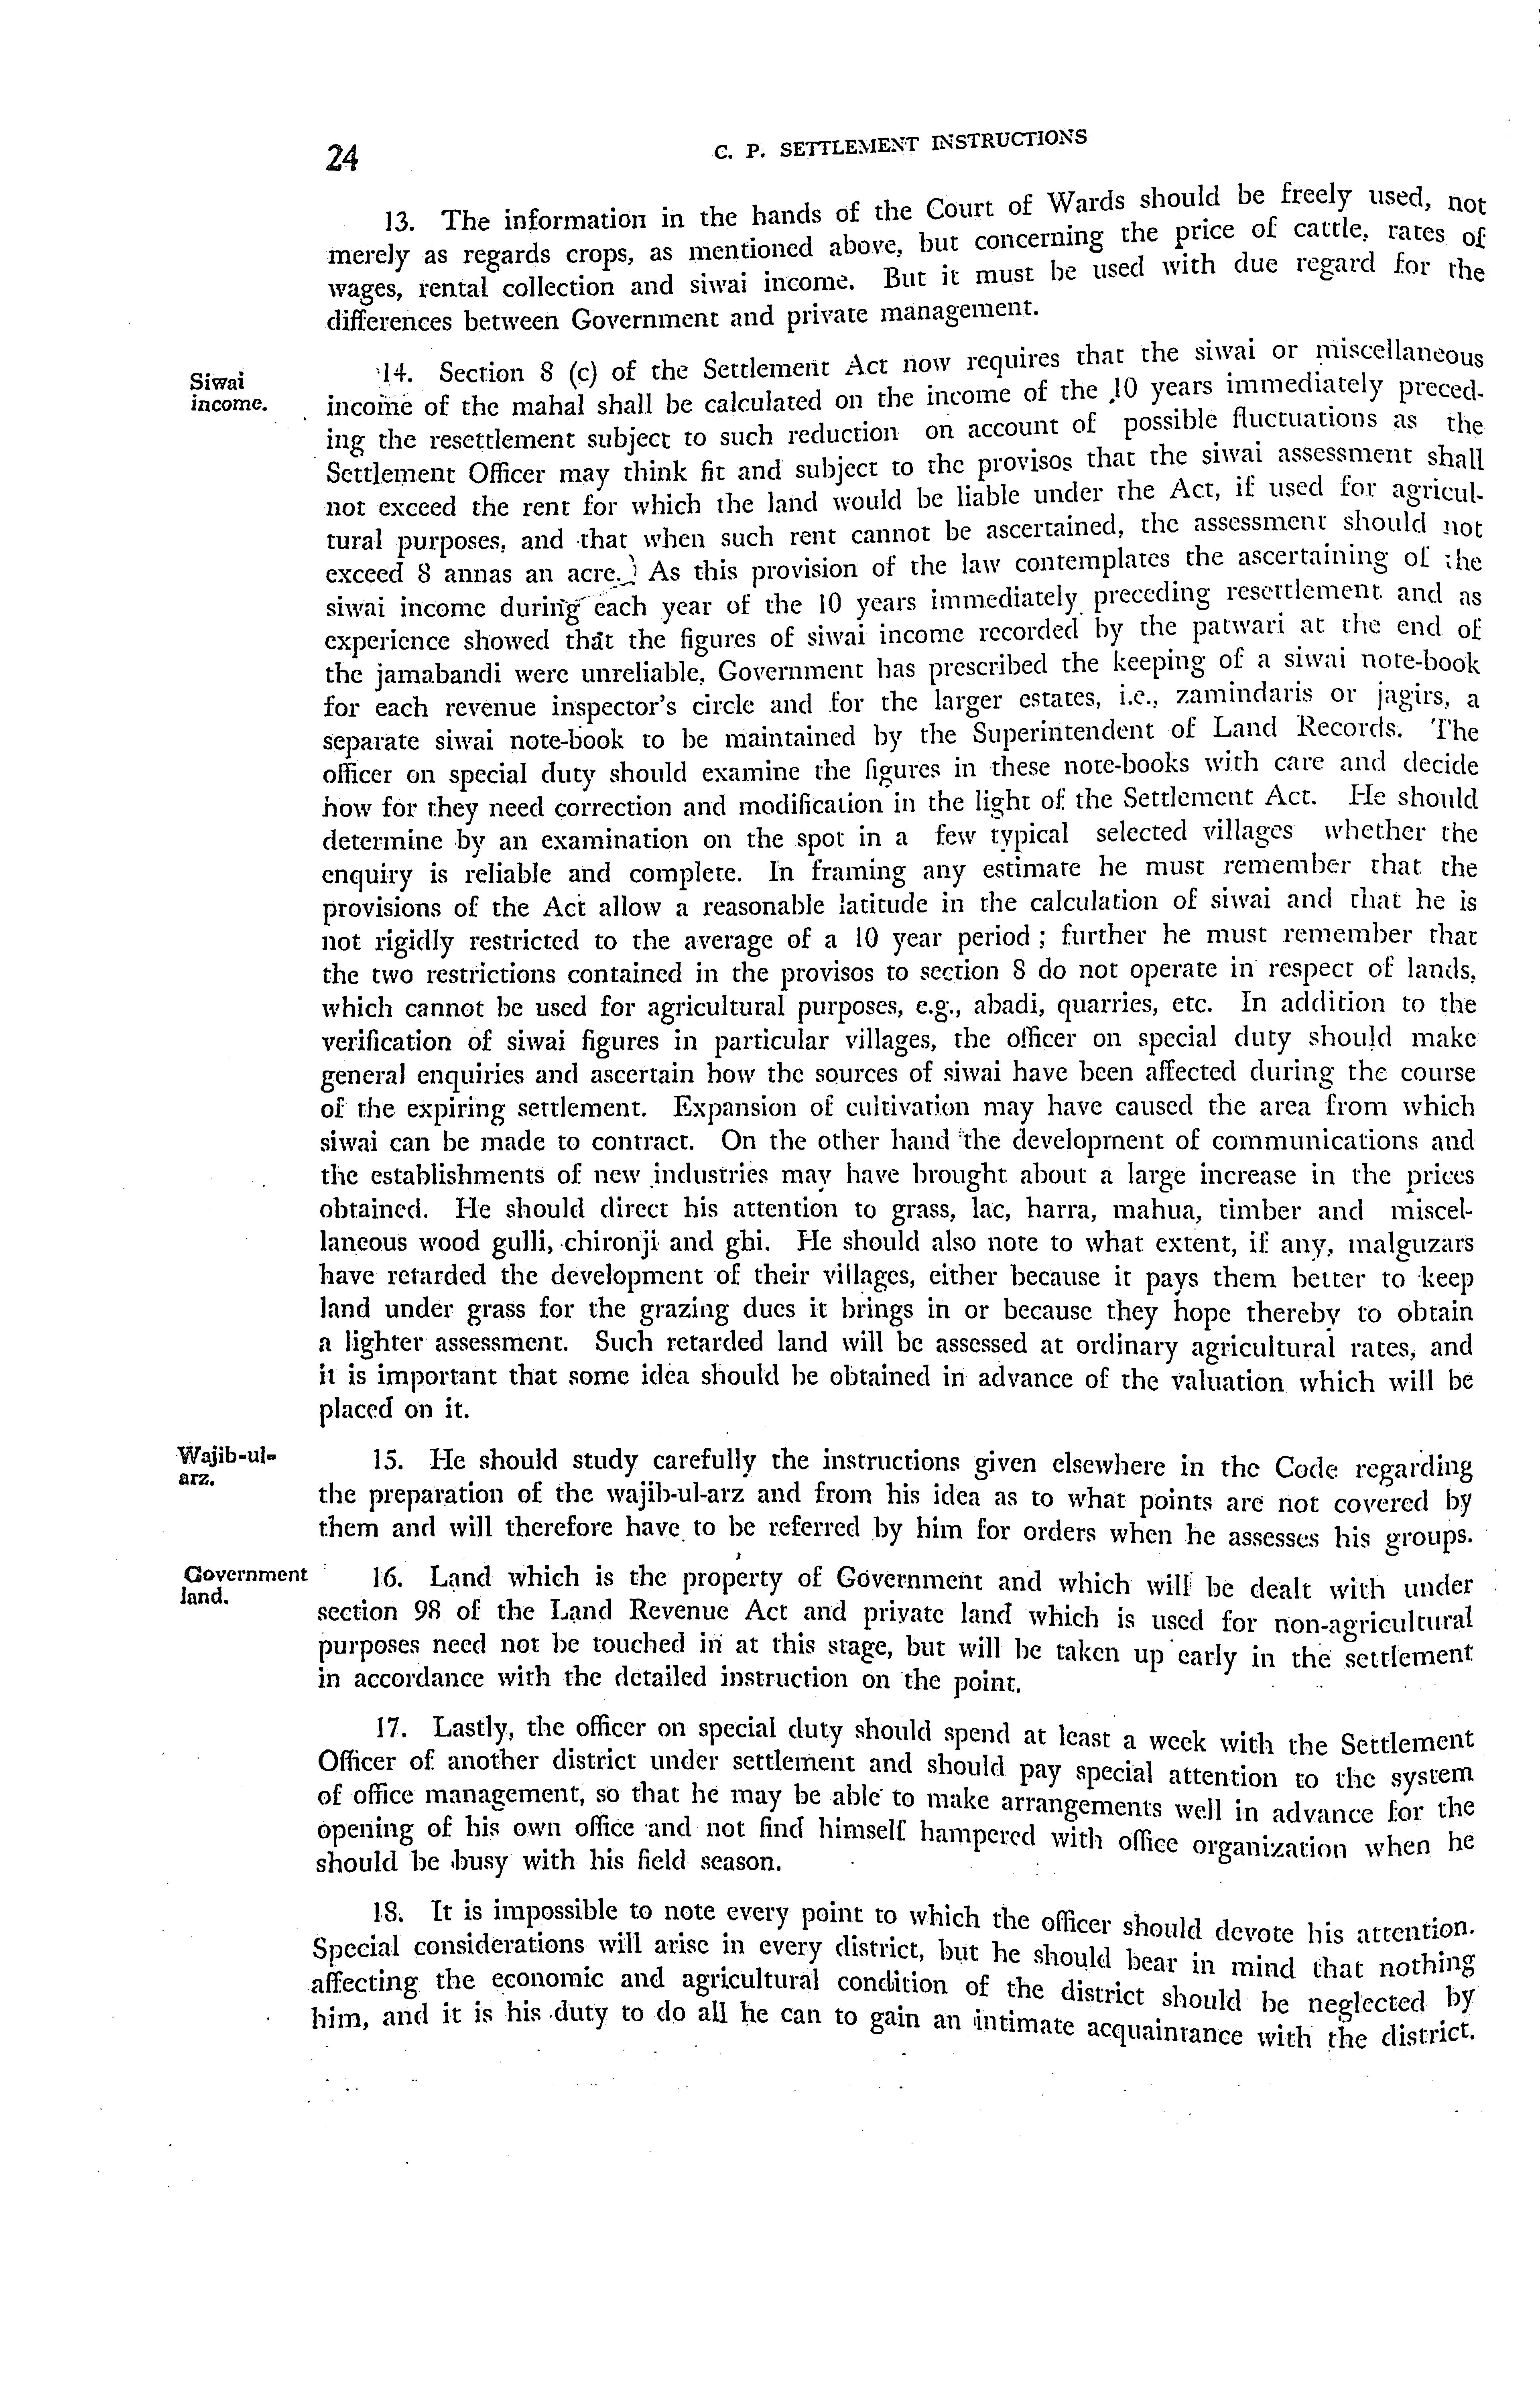 24
C. P. SETTLEMENT INSTRUCTIONS
13. The information in the hands of the Court of Wards should be freely used, not
merely as regards crops, as mentioned above, but concerning the price of cattle, rates of
wages, rental collection and siwai income. But it must be used with due regard for the
differences between Government and private management.
Siwai
income.
14. Section 8 (c) of the Settlement Act now requires that the siwai or miscellaneous
income of the mahal shall be calculated on the income of the 10 years immediately preced-
ing the resettlement subject to such reduction on account of possible fluctuations as the
Settlement Officer may think fit and subject to the provisos that the siwai assessment shall
not exceed the rent for which the land would be liable under the Act, if used for agricul-
tural purposes, and that when such rent cannot be ascertained, the assessment should not
exceed 8 annas an acre.) As this provision of the law contemplates the ascertaining of the
siwai income during each year of the 10 years immediately preceding resettlement and as
experience showed that the figures of siwai income recorded by the patwari at the end of
the jamabandi were unreliable, Government has prescribed the keeping of a siwai note-book
for each revenue inspector's circle and for the larger estates, i.e., zamindaris or jagirs, a
separate siwai note-book to be maintained by the Superintendent of Land Records. The
officer on special duty should examine the figures in these note-books with care and decide
how for they need correction and modification in the light of the Settlement Act. He should
determine by an examination on the spot in a few typical selected villages whether the
enquiry is reliable and complete. In framing any estimate he must remember that the
provisions of the Act allow a reasonable latitude in the calculation of siwai and that he is
not rigidly restricted to the average of a 10 year period ; further he must remember that
the two restrictions contained in the provisos to section 8 do not operate in respect of lands,
which cannot be used for agricultural purposes, e.g., abadi, quarries, etc. In addition to the
verification of siwai figures in particular villages, the officer on special duty should make
general enquiries and ascertain how the sources of siwai have been affected during the course
of the expiring settlement. Expansion of cultivation may have caused the area from which
siwai can be made to contract. On the other hand the development of communications and
the establishments of new industries may have brought about a large increase in the prices
obtained. He should direct his attention to grass, lac, harra, mahua, timber and miscel-
laneous wood gulli, chironji and ghi. He should also note to what extent, if any, malguzars
have retarded the development of their villages, either because it pays them better to keep
land under grass for the grazing dues it brings in or because they hope thereby to obtain
a lighter assessment. Such retarded land will be assessed at ordinary agricultural rates, and
it is important that some idea should be obtained in advance of the valuation which will be
placed on it.
Wajib-ul-
arz.
15. He should study carefully the instructions given elsewhere in the Code regarding
the preparation of the wajib-ul-arz and from his idea as to what points are not covered by
them and will therefore have to be referred by him for orders when he assesses his groups.
Government
land.
16. Land which is the property of Government and which will be dealt with under
section 98 of the Land Revenue Act and private land which is used for non-agricultural
purposes need not be touched in at this stage, but will be taken up early in the settlement
in accordance with the detailed instruction on the point.
17. Lastly, the officer on special duty should spend at least a week with the Settlement
Officer of another district under settlement and should pay special attention to the system
of office management, so that he may be able to make arrangements well in advance for the
opening of his own office and not find himself hampered with office organization when he
should be busy with his field season.
18. It is impossible to note every point to which the officer should devote his attention.
Special considerations will arise in every district, but he should bear in mind that nothing
affecting the economic and agricultural condition of the district should be neglected by
him, and it is his duty to do all he can to gain an intimate acquaintance with the district.